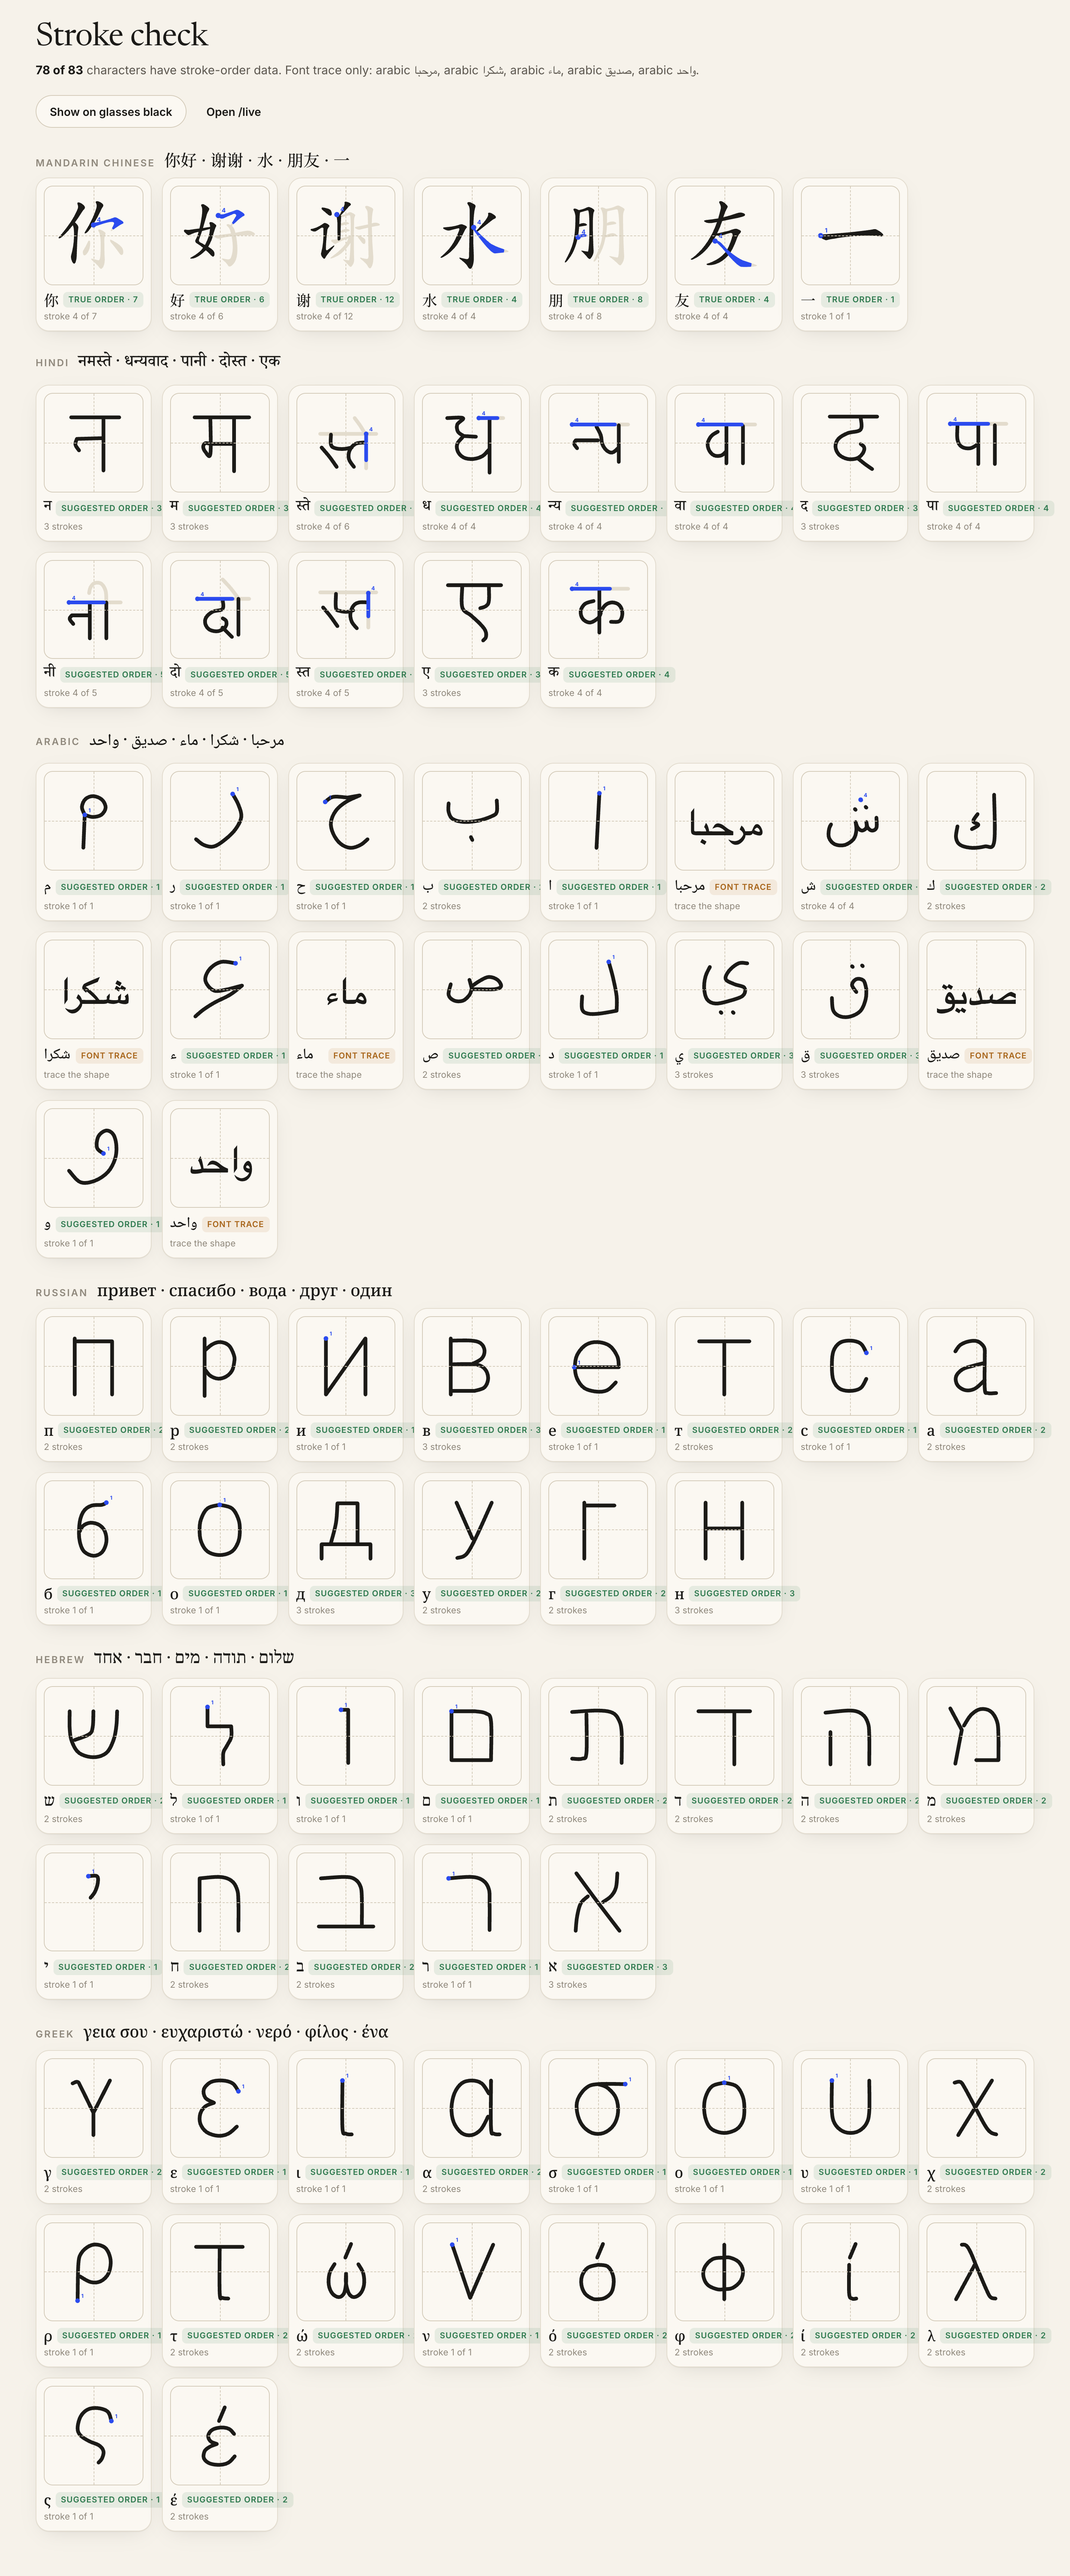 Stroke check
78 of 83 characters have stroke-order data. Font trace only: arabic مرحبا, arabic شكرا, arabic ماء, arabic صديق, arabic واحد.
Show on glasses black Open /live
MANDARIN CHINESE 你好 · 谢谢 · 水 · 朋友 · 一
你 好 谢 水 朋 友 一
你 TRUE ORDER · 7 好 TRUE ORDER · 6 谢 TRUE ORDER · 12 水 TRUE ORDER · 4 朋 TRUE ORDER · 8 友 TRUE ORDER · 4 一 TRUE ORDER · 1
stroke 4 of 7 stroke 4 of 6 stroke 4 of 12 stroke 4 of 4 stroke 4 of 8 stroke 4 of 4 stroke 1 of 1
HINDI नमस्ते · धन्यवाद · पानी · दोस्त · एक
न म स्ते ध न्य वा द पा
न SUGGESTED ORDER · 3 म SUGGESTED ORDER · 3 स्ते SUGGESTED ORDER · ध SUGGESTED ORDER · 4 न्य SUGGESTED ORDER · वा SUGGESTED ORDER · 4 द SUGGESTED ORDER · 3 पा SUGGESTED ORDER · 4
3 strokes 3 strokes stroke 4 of 6 stroke 4 of 4 stroke 4 of 4 stroke 4 of 4 3 strokes stroke 4 of 4
नी दो स्त ए क
नी SUGGESTED ORDER · 5 दो SUGGESTED ORDER · 5 स्त SUGGESTED ORDER · ए SUGGESTED ORDER · 3 क SUGGESTED ORDER · 4
stroke 4 of 5 stroke 4 of 5 stroke 4 of 5 3 strokes stroke 4 of 4
ARABIC مرحبا · شكرا · ماء · صديق · واحد
م ر ح ب ا مرحبا ش ك
م SUGGESTED ORDER · 1 ر SUGGESTED ORDER · 1 ح SUGGESTED ORDER · 1 ب SUGGESTED ORDER · 2 ا SUGGESTED ORDER · 1 مرحبا FONT TRACE ش SUGGESTED ORDER · ك SUGGESTED ORDER · 2
stroke 1 of 1 stroke 1 of 1 stroke 1 of 1 2 strokes stroke 1 of 1 trace the shape stroke 4 of 4 2 strokes
شكرا ء ماء ص د ي ق صديق
شكرا FONT TRACE ء SUGGESTED ORDER · 1 ماء FONT TRACE ص SUGGESTED ORDER · د SUGGESTED ORDER · 1 ي SUGGESTED ORDER · 3 ق SUGGESTED ORDER · 3 صديق FONT TRACE
trace the shape stroke 1 of 1 trace the shape 2 strokes stroke 1 of 1 3 strokes 3 strokes trace the shape
و واحد
و SUGGESTED ORDER · 1 واحد FONT TRACE
stroke 1 of 1 trace the shape
RUSSIAN привет · спасибо · вода · друг · один
п р и в е т с а
п SUGGESTED ORDER · 2 р SUGGESTED ORDER · 2 и SUGGESTED ORDER · 1 в SUGGESTED ORDER · 3 е SUGGESTED ORDER · 1 т SUGGESTED ORDER · 2 с SUGGESTED ORDER · 1 а SUGGESTED ORDER · 2
2 strokes 2 strokes stroke 1 of 1 3 strokes stroke 1 of 1 2 strokes stroke 1 of 1 2 strokes
б о д у г н
б SUGGESTED ORDER · 1 о SUGGESTED ORDER · 1 д SUGGESTED ORDER · 3 у SUGGESTED ORDER · 2 г SUGGESTED ORDER · 2 н SUGGESTED ORDER · 3
stroke 1 of 1 stroke 1 of 1 3 strokes 2 strokes 2 strokes 3 strokes
HEBREW שלום · תודה · מים · חבר · אחד
ש ל ו ם ת ד ה מ
ש SUGGESTED ORDER · 2 ל SUGGESTED ORDER · 1 ו SUGGESTED ORDER · 1 ם SUGGESTED ORDER · 1 ת SUGGESTED ORDER · 2 ד SUGGESTED ORDER · 2 ה SUGGESTED ORDER · 2 מ SUGGESTED ORDER · 2
2 strokes stroke 1 of 1 stroke 1 of 1 stroke 1 of 1 2 strokes 2 strokes 2 strokes 2 strokes
י ח ב ר א
י SUGGESTED ORDER · 1 ח SUGGESTED ORDER · 2 ב SUGGESTED ORDER · 2 ר SUGGESTED ORDER · 1 א SUGGESTED ORDER · 3
stroke 1 of 1 2 strokes 2 strokes stroke 1 of 1 3 strokes
GREEK γεια σου · ευχαριστώ · νερό · φίλος · ένα
γ ε ι α σ ο υ χ
γ SUGGESTED ORDER · 2 ε SUGGESTED ORDER · 1 ι SUGGESTED ORDER · 1 α SUGGESTED ORDER · 2 σ SUGGESTED ORDER · 1 ο SUGGESTED ORDER · 1 υ SUGGESTED ORDER · 1 χ SUGGESTED ORDER · 2
2 strokes stroke 1 of 1 stroke 1 of 1 2 strokes stroke 1 of 1 stroke 1 of 1 stroke 1 of 1 2 strokes
ρ τ ώ ν ό φ ί λ
ρ SUGGESTED ORDER · 1 τ SUGGESTED ORDER · 2 ώ SUGGESTED ORDER · ν SUGGESTED ORDER · 1 ό SUGGESTED ORDER · 2 φ SUGGESTED ORDER · 2 ί SUGGESTED ORDER · 2 λ SUGGESTED ORDER · 2
stroke 1 of 1 2 strokes 2 strokes stroke 1 of 1 2 strokes 2 strokes 2 strokes 2 strokes
ς έ
ς SUGGESTED ORDER · 1 έ SUGGESTED ORDER · 2
stroke 1 of 1 2 strokes